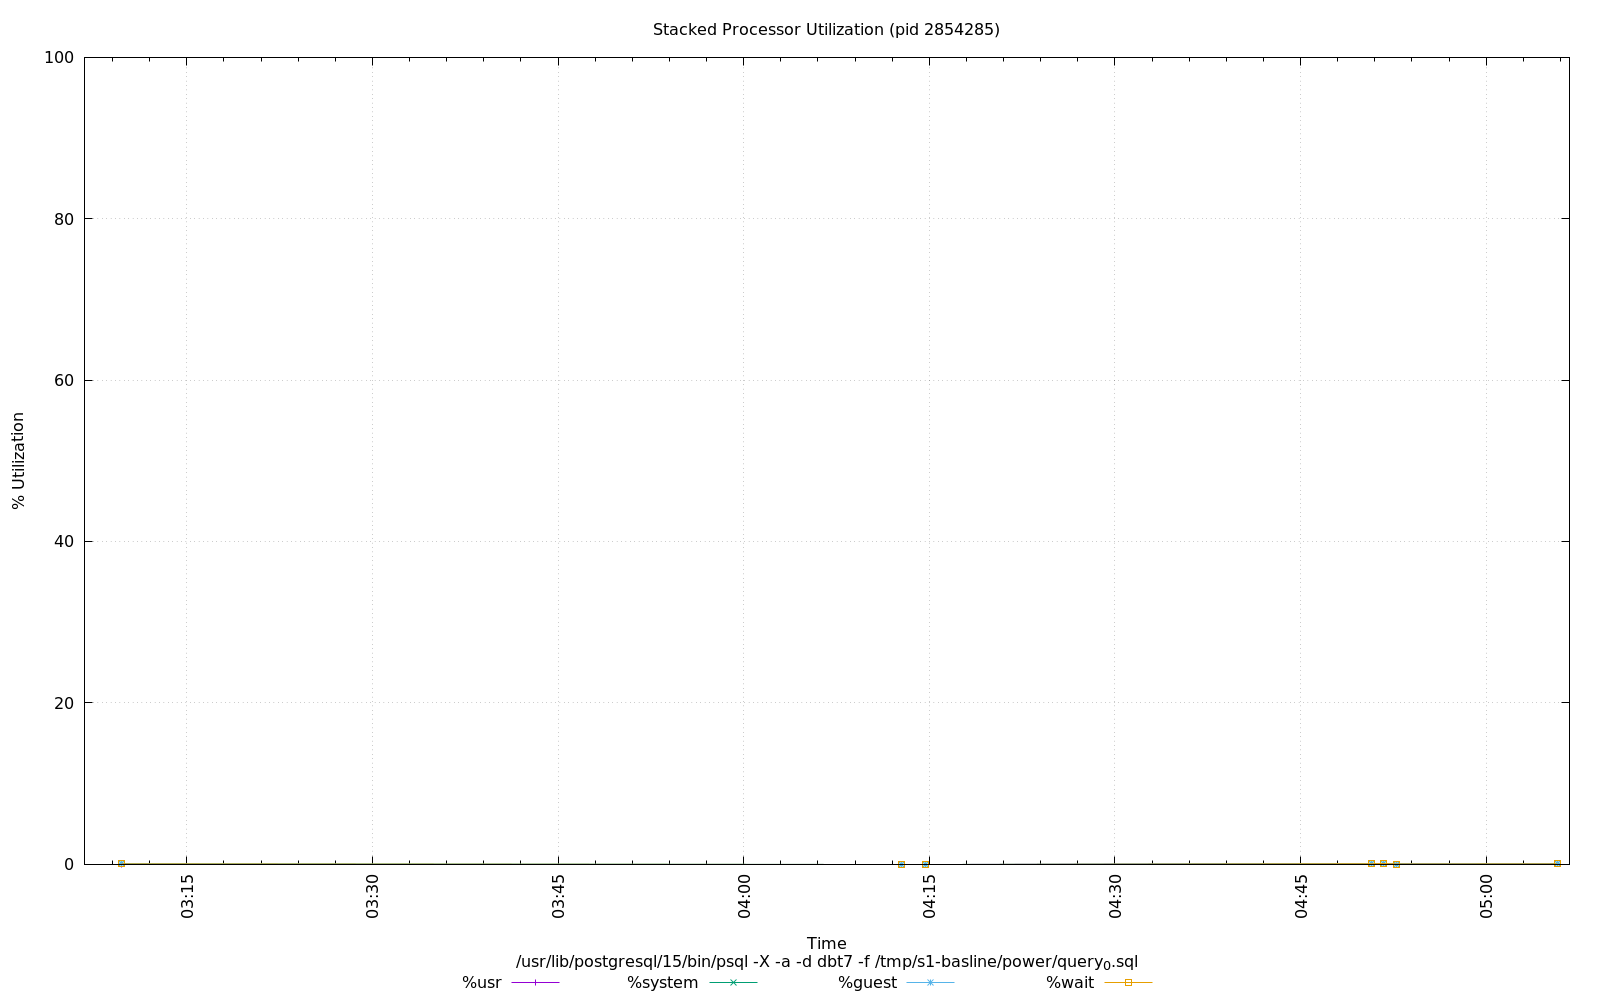 Stacked Processor Utilization (pid 2854285)
100
80
60
40
20
0
% Utilization
03:15
03:30
03:45
04:00
04:15
04:30
04:45
05:00
Time
/usr/lib/postgresql/15/bin/psql -X -a -d dbt7 -f /tmp/s1-basline/power/query₀.sql
%usr
%system
%guest
%wait